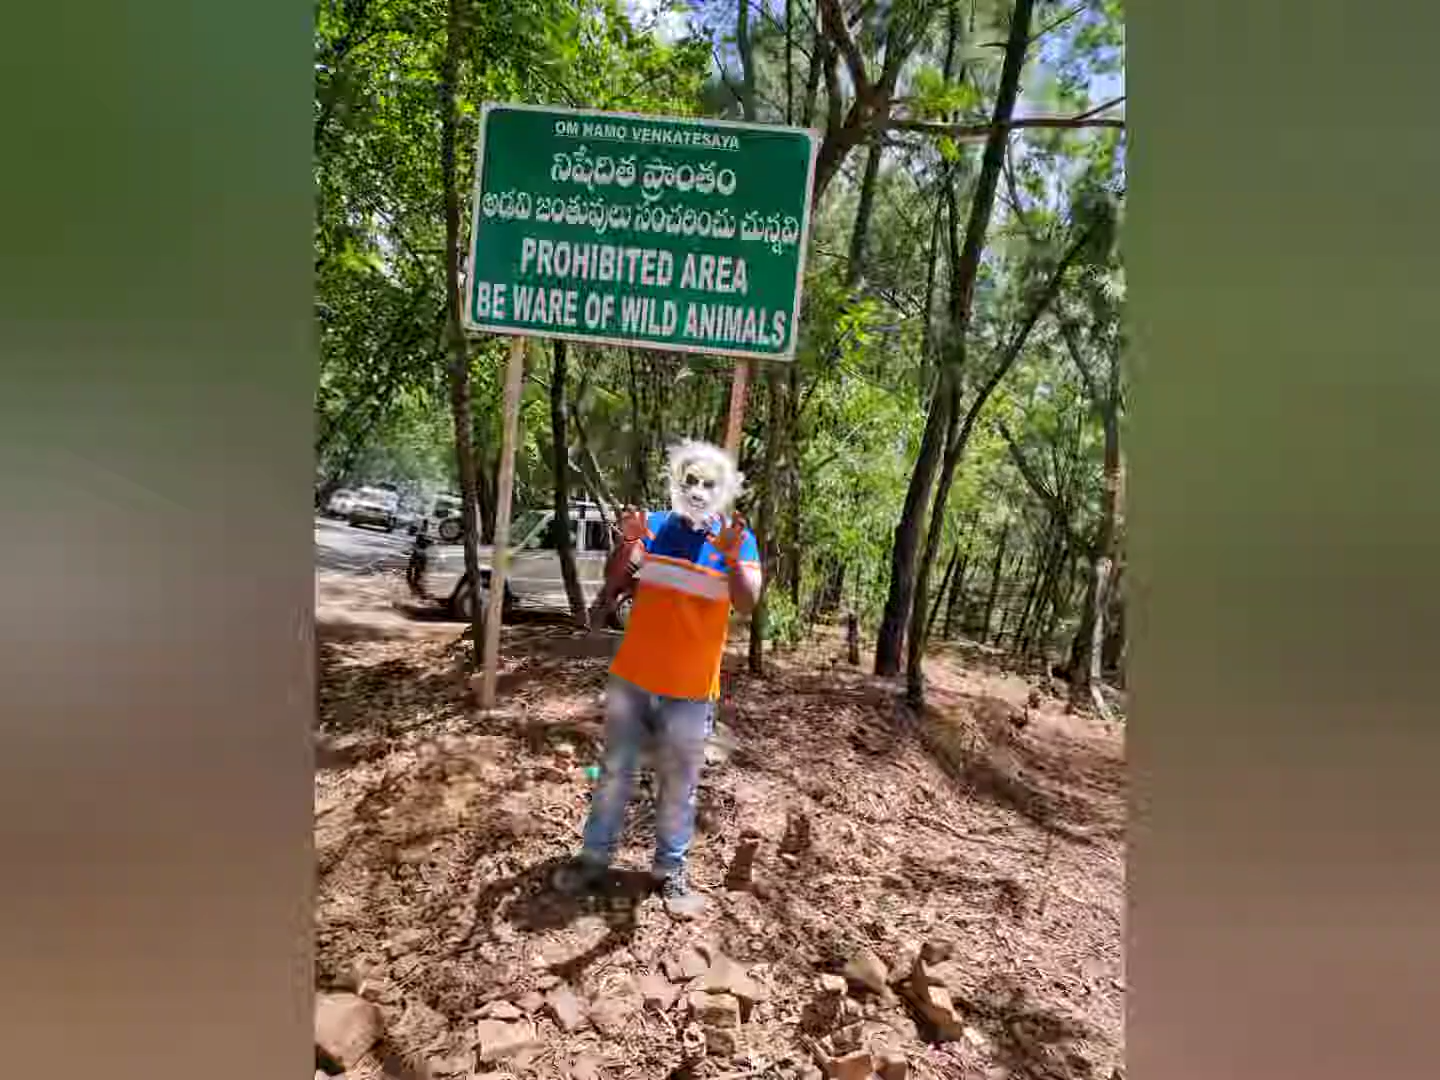 OM NAMO VENKATESAYA
నిషేదిత ప్రాంతం
అడవి జంతువులు సంచరించు చున్నవి
PROHIBITED AREA
BE WARE OF WILD ANIMALS